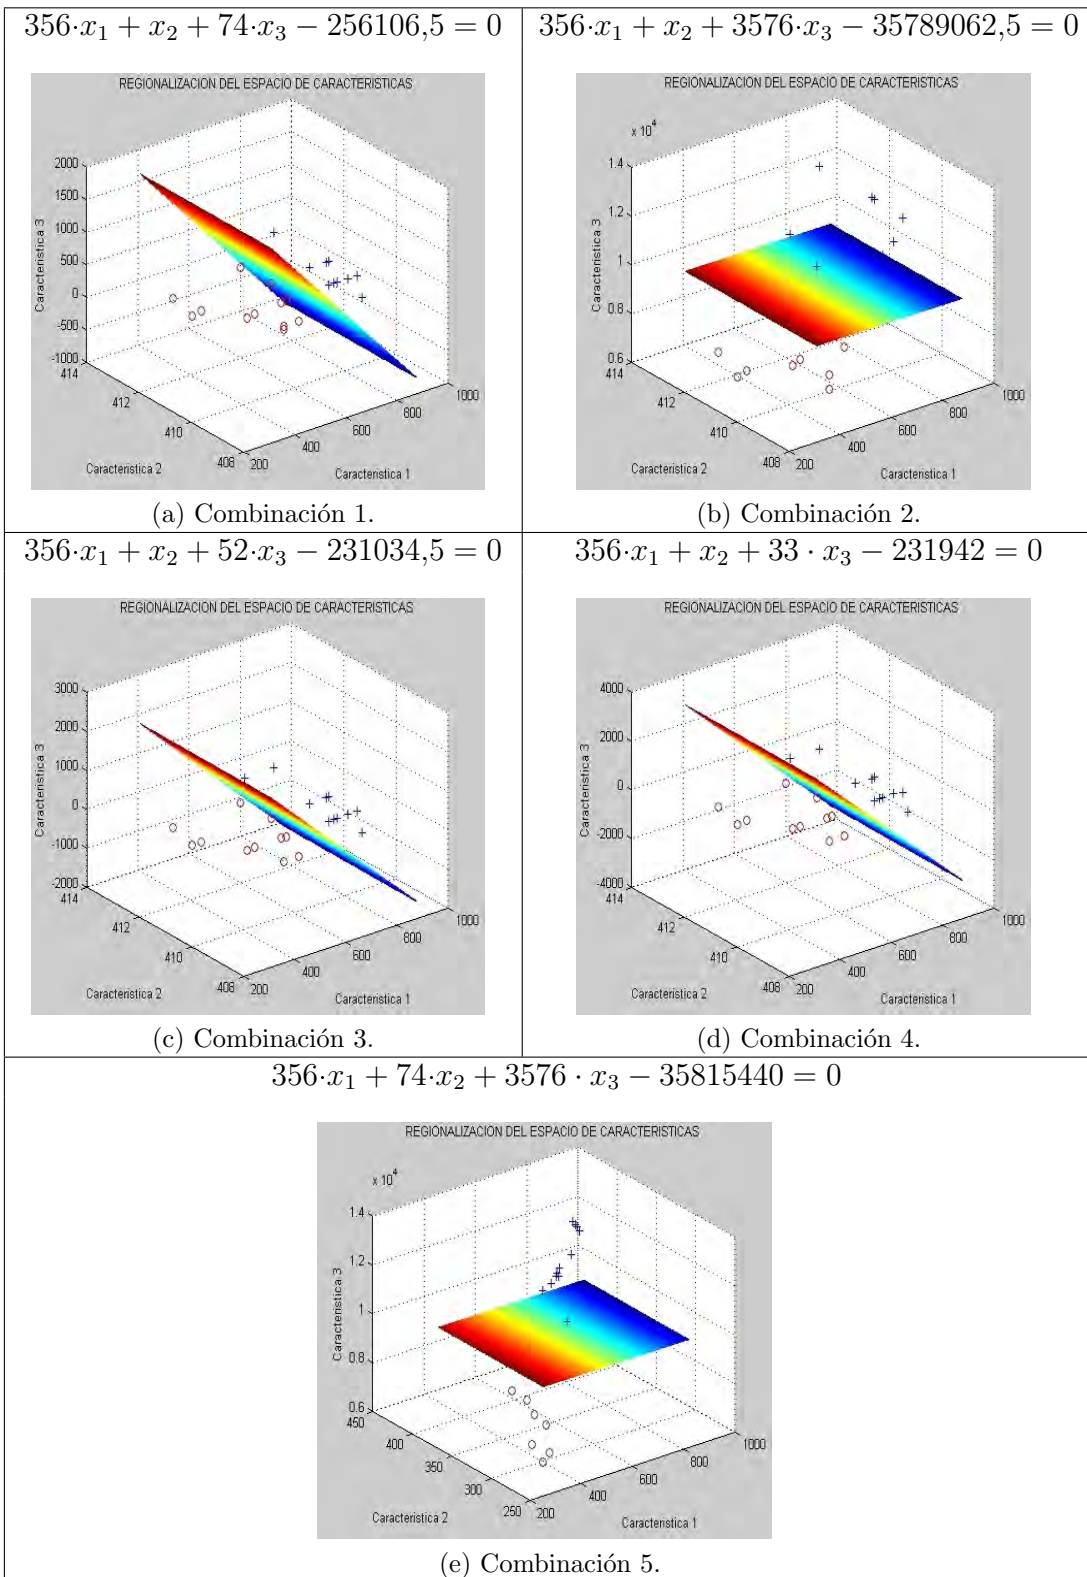 356·x₁ + x₂ + 74·x₃ − 256106,5 = 0
REGIONALIZACION DEL ESPACIO DE CARACTERISTICAS
2000
1500
1000
500
0
-500
-1000
Caracteristica 3
414
412
410
408
Caracteristica 2
200
400
600
800
1000
Caracteristica 1
(a) Combinación 1.
356·x₁ + x₂ + 3576·x₃ − 35789062,5 = 0
REGIONALIZACION DEL ESPACIO DE CARACTERISTICAS
x 10⁴
1.4
1.2
1
0.8
0.6
Caracteristica 3
414
412
410
408
Caracteristica 2
200
400
600
800
1000
Caracteristica 1
(b) Combinación 2.
356·x₁ + x₂ + 52·x₃ − 231034,5 = 0
REGIONALIZACION DEL ESPACIO DE CARACTERISTICAS
3000
2000
1000
0
-1000
-2000
Caracteristica 3
414
412
410
408
Caracteristica 2
200
400
600
800
1000
Caracteristica 1
(c) Combinación 3.
356·x₁ + x₂ + 33 · x₃ − 231942 = 0
REGIONALIZACION DEL ESPACIO DE CARACTERISTICAS
4000
2000
0
-2000
-4000
Caracteristica 3
414
412
410
408
Caracteristica 2
200
400
600
800
1000
Caracteristica 1
(d) Combinación 4.
356·x₁ + 74·x₂ + 3576 · x₃ − 35815440 = 0
REGIONALIZACION DEL ESPACIO DE CARACTERISTICAS
x 10⁴
1.4
1.2
1
0.8
0.6
Caracteristica 3
450
400
350
300
250
Caracteristica 2
200
400
600
800
1000
Caracteristica 1
(e) Combinación 5.